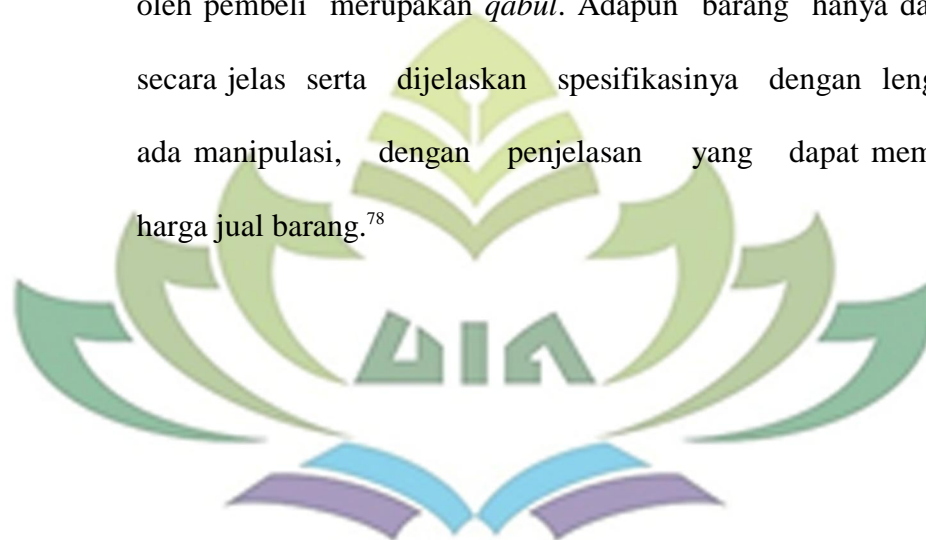 oleh pembeli merupakan qabul. Adapun barang hanya da
secara jelas serta dijelaskan spesifikasinya dengan leng
ada manipulasi, dengan penjelasan yang dapat mem
harga jual barang.78
UIN